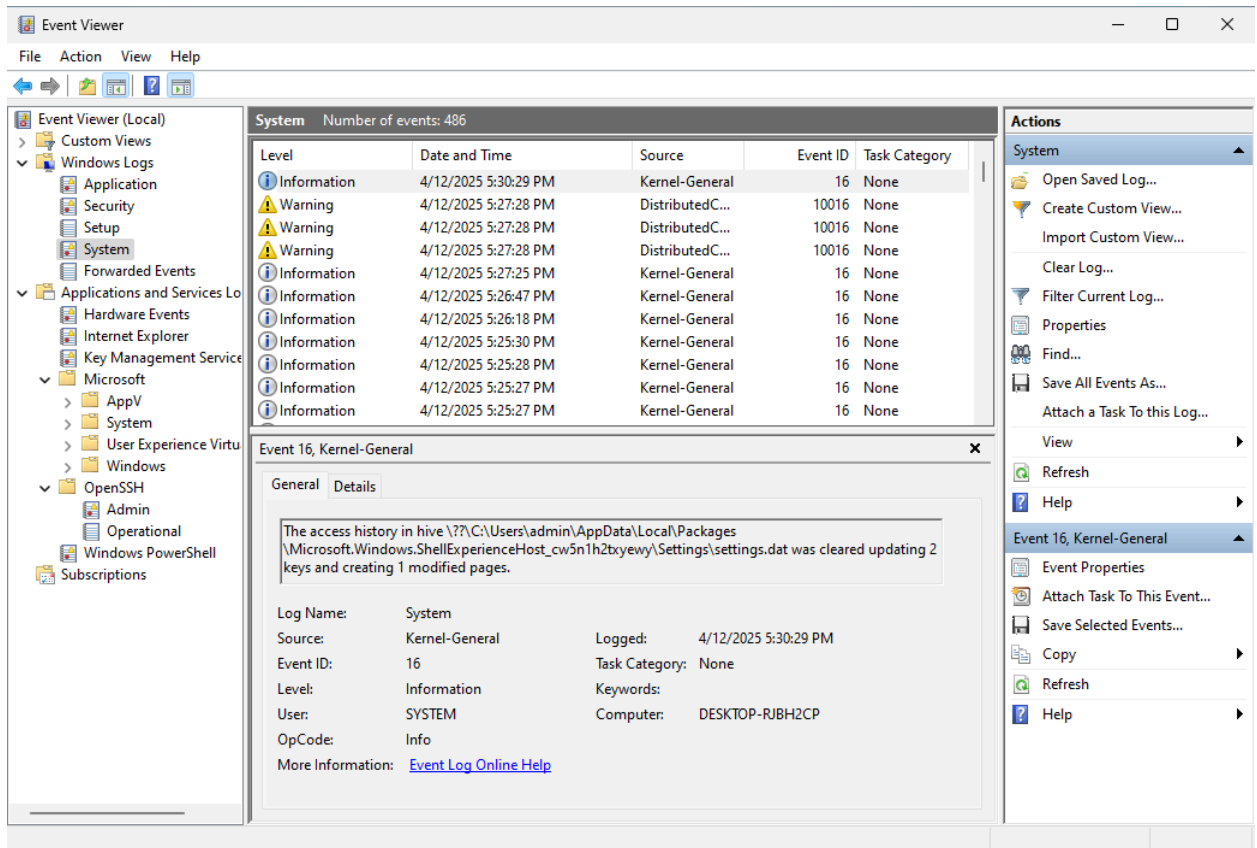 Event Viewer
File Action View Help
Event Viewer (Local)
Custom Views
Windows Logs
Application
Security
Setup
System
Forwarded Events
Applications and Services Lo
Hardware Events
Internet Explorer
Key Management Service
Microsoft
AppV
System
User Experience Virtu
Windows
OpenSSH
Admin
Operational
Windows PowerShell
Subscriptions
System Number of events: 486
Level Date and Time Source Event ID Task Category
Information 4/12/2025 5:30:29 PM Kernel-General 16 None
Warning 4/12/2025 5:27:28 PM DistributedC... 10016 None
Warning 4/12/2025 5:27:28 PM DistributedC... 10016 None
Warning 4/12/2025 5:27:28 PM DistributedC... 10016 None
Information 4/12/2025 5:27:25 PM Kernel-General 16 None
Information 4/12/2025 5:26:47 PM Kernel-General 16 None
Information 4/12/2025 5:26:18 PM Kernel-General 16 None
Information 4/12/2025 5:25:30 PM Kernel-General 16 None
Information 4/12/2025 5:25:28 PM Kernel-General 16 None
Information 4/12/2025 5:25:27 PM Kernel-General 16 None
Information 4/12/2025 5:25:27 PM Kernel-General 16 None
Event 16, Kernel-General
General Details
The access history in hive \??\C:\Users\admin\AppData\Local\Packages
\Microsoft.Windows.ShellExperienceHost_cw5n1h2txyewy\Settings\settings.dat was cleared updating 2
keys and creating 1 modified pages.
Log Name: System
Source: Kernel-General Logged: 4/12/2025 5:30:29 PM
Event ID: 16 Task Category: None
Level: Information Keywords:
User: SYSTEM Computer: DESKTOP-RJBH2CP
OpCode: Info
More Information: Event Log Online Help
Actions
System
Open Saved Log...
Create Custom View...
Import Custom View...
Clear Log...
Filter Current Log...
Properties
Find...
Save All Events As...
Attach a Task To this Log...
View
Refresh
Help
Event 16, Kernel-General
Event Properties
Attach Task To This Event...
Save Selected Events...
Copy
Refresh
Help